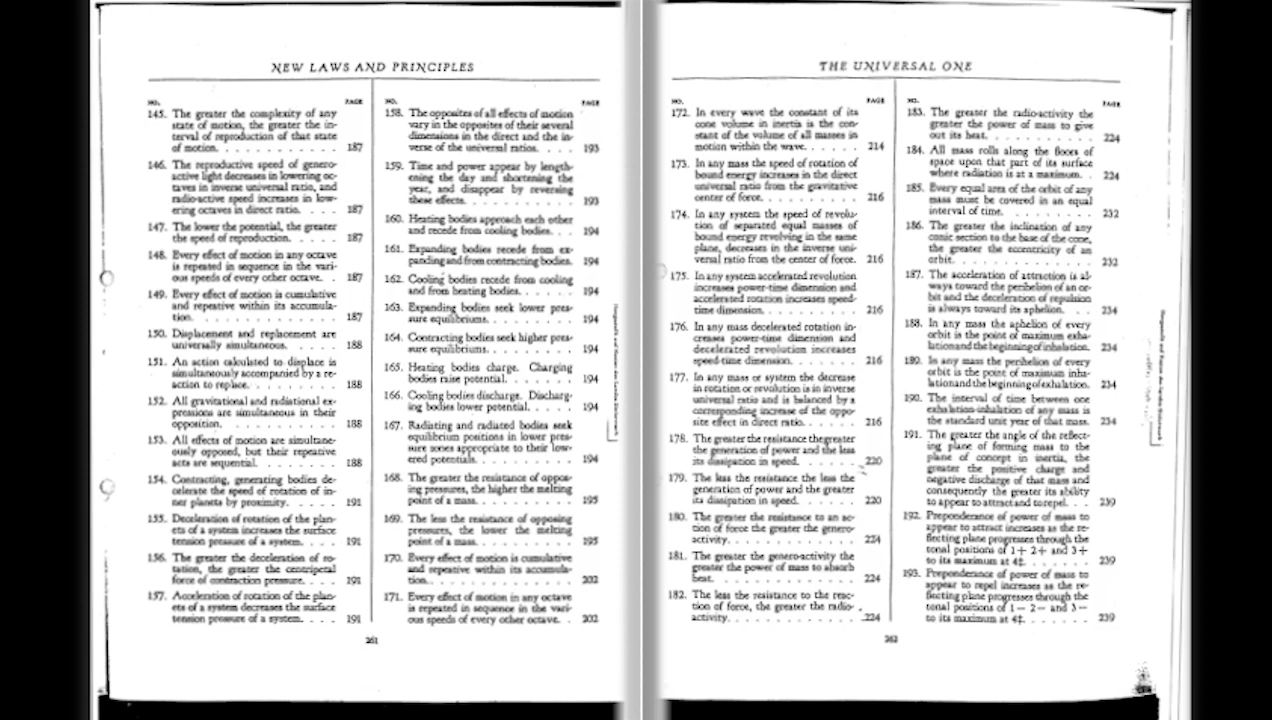 NEW LAWS AND PRINCIPLES
NO. PAGE
145. The greater the complexity of any
state of motion, the greater the in-
terval of reproduction of that state
of motion. . . . . . . . . . 187
146. The reproductive speed of genero-
active light decreases in lowering oc-
taves in inverse universal ratio, and
radio-active speed increases in low-
ering octaves in direct ratio. . . . . 187
147. The lower the potential, the greater
the speed of reproduction. . . . . 187
148. Every effect of motion in any octave
is repeated in sequence in the vari-
ous speeds of every other octave. . 187
149. Every effect of motion is cumulative
and repetitive within its accumula-
tion. . . . . . . . . . . . 187
150. Displacement and replacement are
universally simultaneous. . . . . 188
151. An action calculated to displace is
simultaneously accompanied by a re-
action to replace. . . . . . . . 188
152. All gravitational and radiational ex-
pressions are simultaneous in their
opposition. . . . . . . . . . 188
153. All effects of motion are simultane-
ously opposed, but their repetitive
acts are sequential. . . . . . . . 188
154. Contracting, generating bodies de-
celerate the speed of rotation of in-
ner planets by proximity. . . . . . 191
155. Deceleration of rotation of the plan-
ets of a system increases the surface
tension pressure of a system. . . . 191
156. The greater the deceleration of ro-
tation, the greater the centripetal
force of contraction pressure. . . . 191
157. Acceleration of rotation of the plan-
ets of a system decreases the surface
tension pressure of a system. . . . 191
NO. PAGE
158. The opposites of all effects of motion
vary in the opposites of their several
dimensions in the direct and the in-
verse of the universal ratios. . . . 193
159. Time and power appear by length-
ening the day and shortening the
year, and disappear by reversing
these effects. . . . . . . . . . 193
160. Heating bodies approach each other
and recede from cooling bodies. . . 194
161. Expanding bodies recede from ex-
panding and from contracting bodies. 194
162. Cooling bodies recede from cooling
and from heating bodies. . . . . . 194
163. Expending bodies seek lower pres-
sure equilibriums. . . . . . . . 194
164. Contracting bodies seek higher pres-
sure equilibriums. . . . . . . . 194
165. Heating bodies charge. Charging
bodies raise potential. . . . . . . 194
166. Cooling bodies discharge. Discharg-
ing bodies lower potential. . . . . 194
167. Radiating and radiated bodies seek
equilibrium positions in lower pres-
sure zones appropriate to their low-
ered potentials. . . . . . . . . 194
168. The greater the resistance of oppos-
ing pressures, the higher the melting
point of a mass. . . . . . . . . 195
169. The less the resistance of opposing
pressures, the lower the melting
point of a mass. . . . . . . . . 195
170. Every effect of motion is cumulative
and repetitive within its accumula-
tion. . . . . . . . . . . . . 202
171. Every effect of motion in any octave
is repeated in sequence in the vari-
ous speeds of every other octave. . 202
261
THE UNIVERSAL ONE
NO. PAGE
172. In every wave the constant of its
cone volume in inertia is the con-
stant of the volume of all masses in
motion within the wave. . . . . . 214
173. In any mass the speed of rotation of
bound energy increases in the direct
universal ratio from the gravitative
center of force. . . . . . . . . 216
174. In any system the speed of revolu-
tion of separated equal masses of
bound energy revolving in the same
plane, decreases in the inverse uni-
versal ratio from the center of force. 216
175. In any system accelerated revolution
increases power-time dimension and
accelerated rotation increases speed-
time dimension. . . . . . . . . 216
176. In any mass decelerated rotation in-
creases power-time dimension and
decelerated revolution increases
speed-time dimension. . . . . . . 216
177. In any mass or system the decrease
in rotation or revolution is in inverse
universal ratio and is balanced by a
corresponding increase of the oppo-
site effect in direct ratio. . . . . . 216
178. The greater the resistance the greater
the generation of power and the less
its dissipation in speed. . . . . . 220
179. The less the resistance the less the
generation of power and the greater
its dissipation in speed. . . . . . 220
180. The greater the resistance to an ac-
tion of force the greater the genero-
activity. . . . . . . . . . . 224
181. The greater the genero-activity the
greater the power of mass to absorb
heat. . . . . . . . . . . . . 224
182. The less the resistance to the reac-
tion of force, the greater the radio-
activity. . . . . . . . . . . 224
NO. PAGE
183. The greater the radio-activity the
greater the power of mass to give
out its heat. . . . . . . . . . 224
184. All mass rolls along the floors of
space upon that part of its surface
where radiation is at a maximum. . 224
185. Every equal area of the orbit of any
mass must be covered in an equal
interval of time. . . . . . . . . 232
186. The greater the inclination of any
conic section to the base of the cone,
the greater the eccentricity of an
orbit. . . . . . . . . . . . . 232
187. The acceleration of attraction is al-
ways toward the perihelion of an or-
bit and the deceleration of repulsion
is always toward its aphelion. . . . 234
188. In any mass the aphelion of every
orbit is the point of maximum exha-
lation and the beginning of inhalation. 234
189. In any mass the perihelion of every
orbit is the point of maximum inha-
lation and the beginning of exhalation. 234
190. The interval of time between one
exhalation-inhalation of any mass is
the standard unit year of that mass. 234
191. The greater the angle of the reflect-
ing plane of forming mass to the
plane of concept in inertia, the
greater the positive charge and
negative discharge of that mass and
consequently the greater its ability
to appear to attract and to repel. . . 239
192. Preponderance of power of mass to
appear to attract increases as the re-
flecting plane progresses through the
tonal positions of 1+ 2+ and 3+
to its maximum at 4‡. . . . . . . 239
193. Preponderance of power of mass to
appear to repel increases as the re-
flecting plane progresses through the
tonal positions of 1— 2— and 3—
to its maximum at 4‡. . . . . . . 239
262